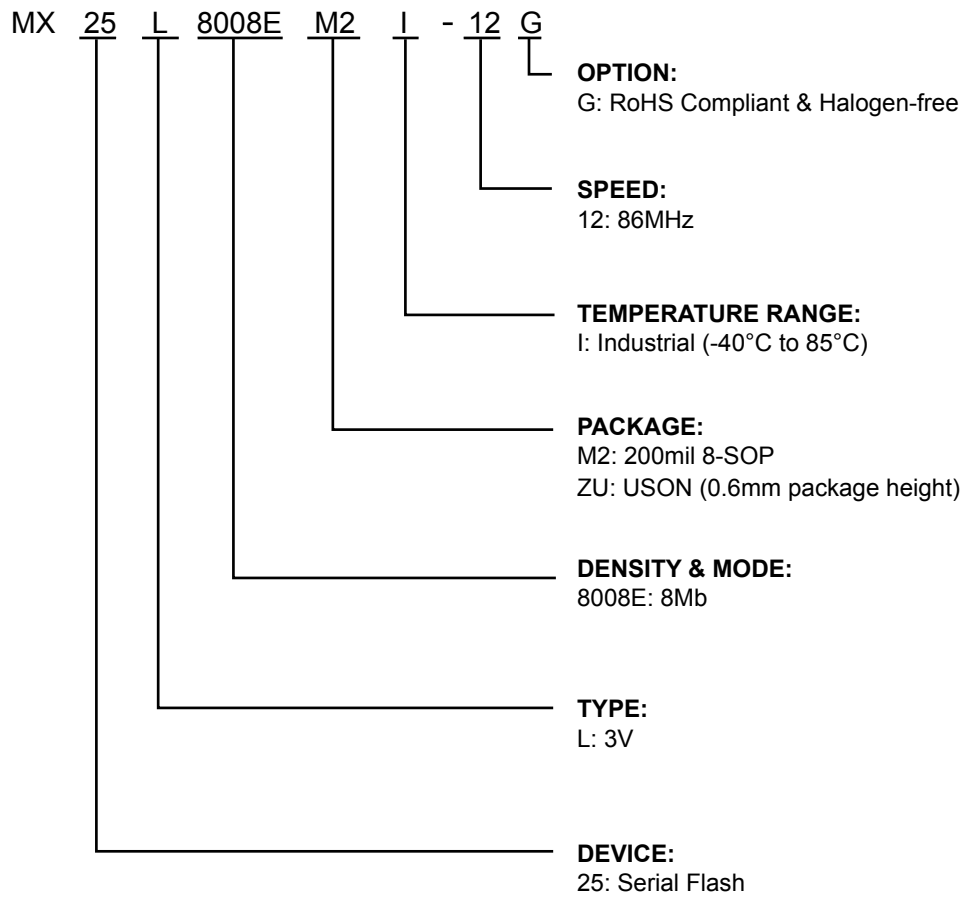 MX 25 L 8008E M2 I - 12 G
OPTION:
G: RoHS Compliant & Halogen-free
SPEED:
12: 86MHz
TEMPERATURE RANGE:
I: Industrial (-40°C to 85°C)
PACKAGE:
M2: 200mil 8-SOP
ZU: USON (0.6mm package height)
DENSITY & MODE:
8008E: 8Mb
TYPE:
L: 3V
DEVICE:
25: Serial Flash